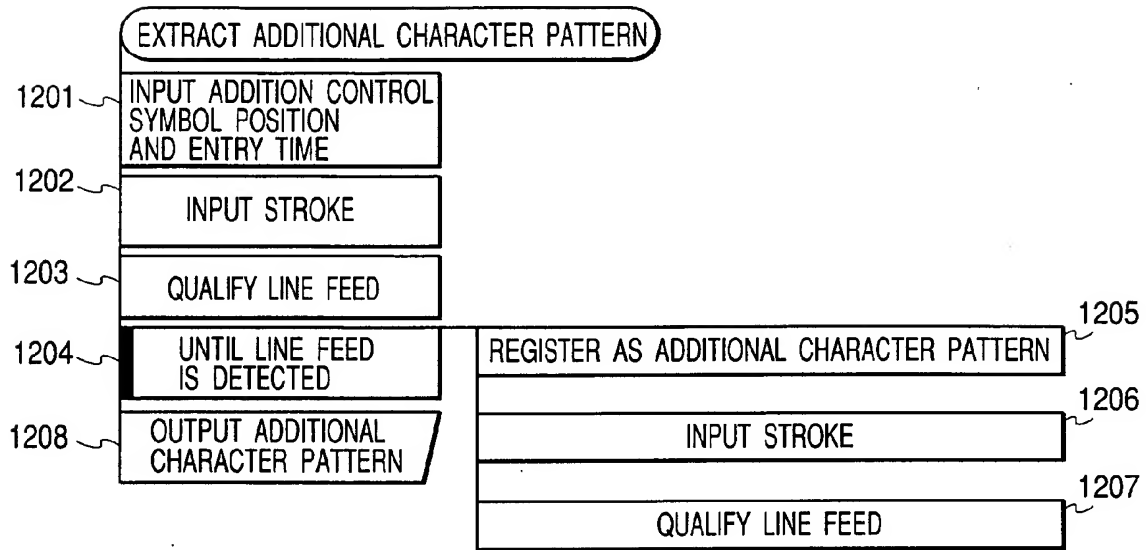 EXTRACT ADDITIONAL CHARACTER PATTERN
1201
INPUT ADDITION CONTROL
SYMBOL POSITION
AND ENTRY TIME
1202
INPUT STROKE
1203
QUALIFY LINE FEED
1204
UNTIL LINE FEED
IS DETECTED
1205
REGISTER AS ADDITIONAL CHARACTER PATTERN
1206
INPUT STROKE
1207
QUALIFY LINE FEED
1208
OUTPUT ADDITIONAL
CHARACTER PATTERN